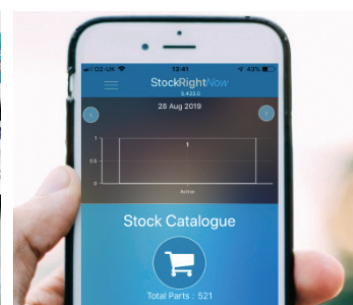 O2-UK 13:41 43%
StockRightNow
5.433.0
28 Aug 2019
1
1
0.5
0
Active
Stock Catalogue
Total Parts : 521